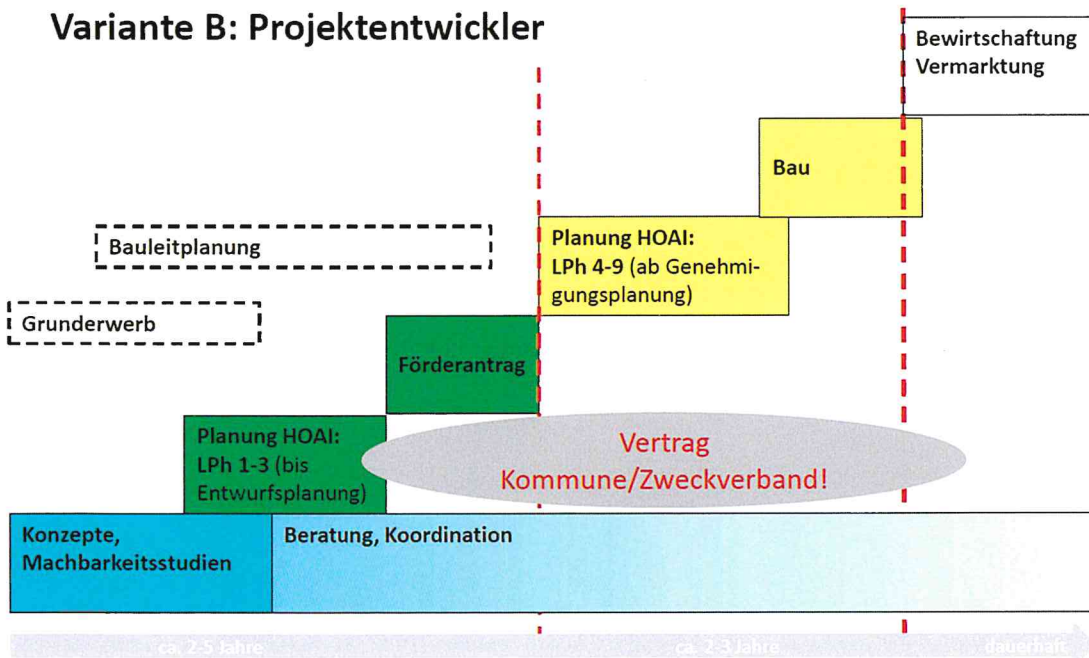 Variante B: Projektentwickler
Bewirtschaftung
Vermarktung
Bau
Bauleitplanung
Planung HOAI:
LPh 4-9 (ab Genehmi-
gungsplanung)
Grunderwerb
Förderantrag
Planung HOAI:
LPh 1-3 (bis
Entwurfsplanung)
Vertrag
Kommune/Zweckverband!
Konzepte,
Machbarkeitsstudien
Beratung, Koordination
ca. 2-5 Jahre
ca. 2-3 Jahre
dauerhaft